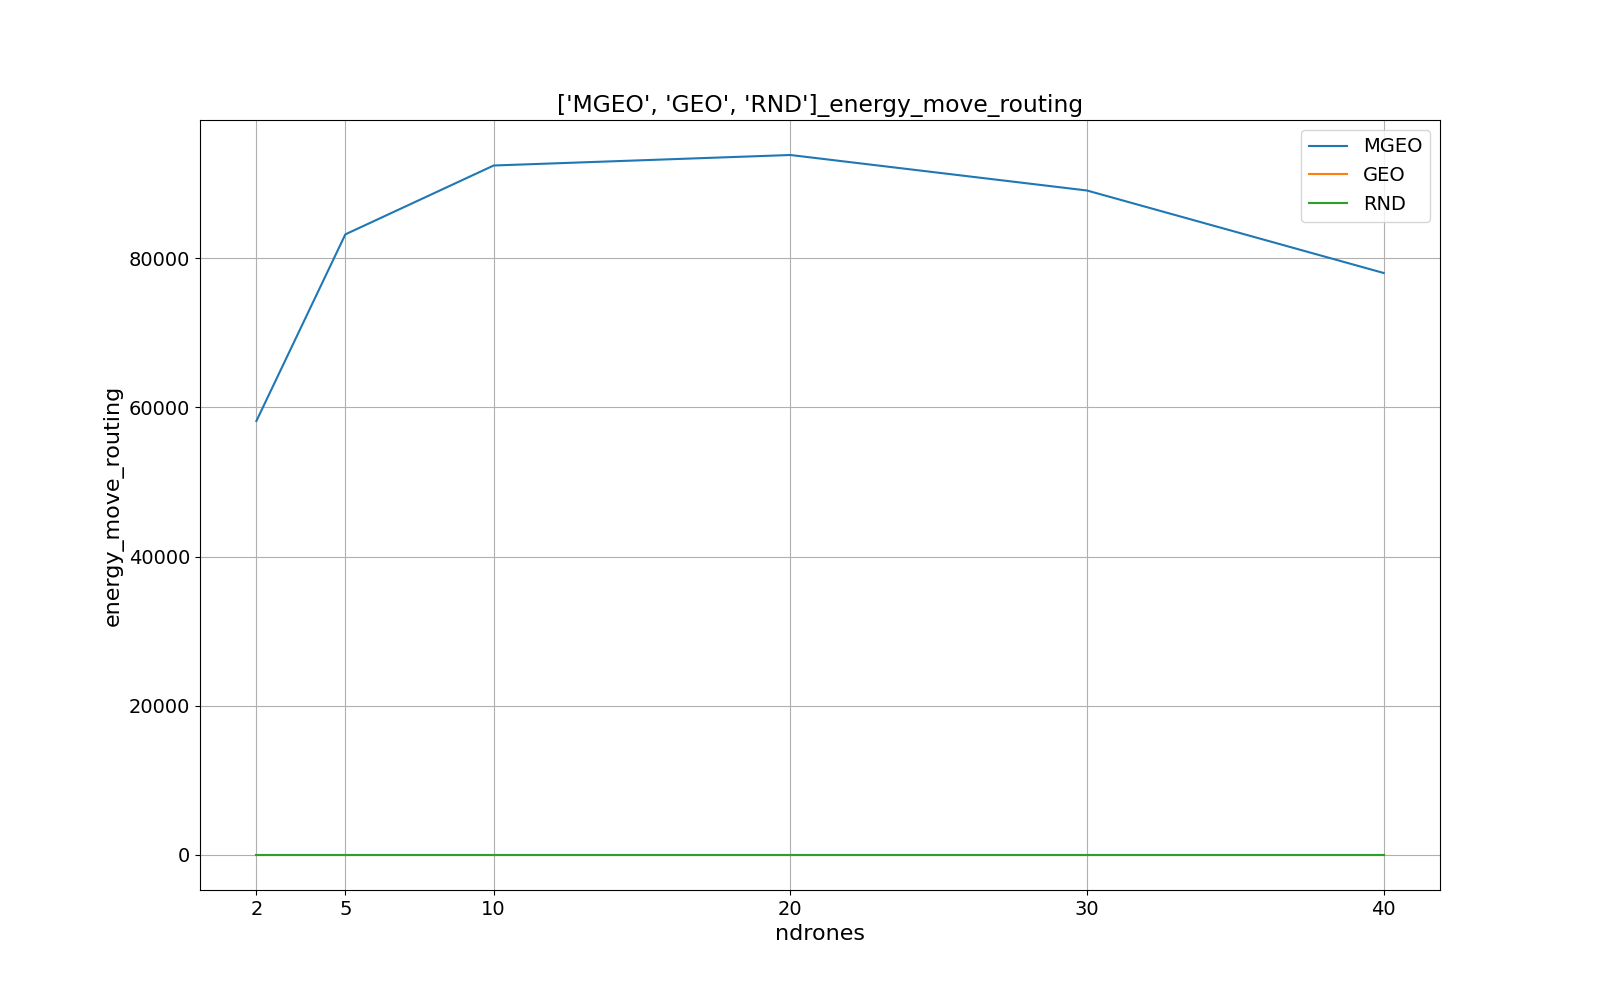 ['MGEO', 'GEO', 'RND']_energy_move_routing
MGEO
GEO
RND
energy_move_routing
80000
60000
40000
20000
0
2 5 10 20 30 40
ndrones